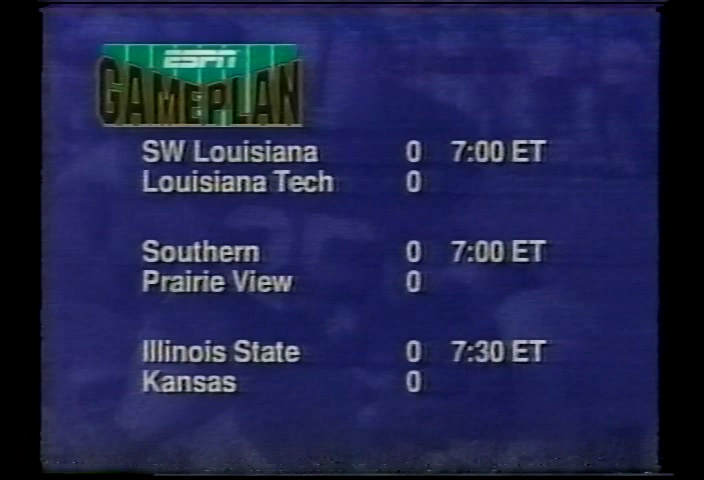 ESPN
GAMEPLAN
SW Louisiana 0 7:00 ET
Louisiana Tech 0
Southern 0 7:00 ET
Prairie View 0
Illinois State 0 7:30 ET
Kansas 0